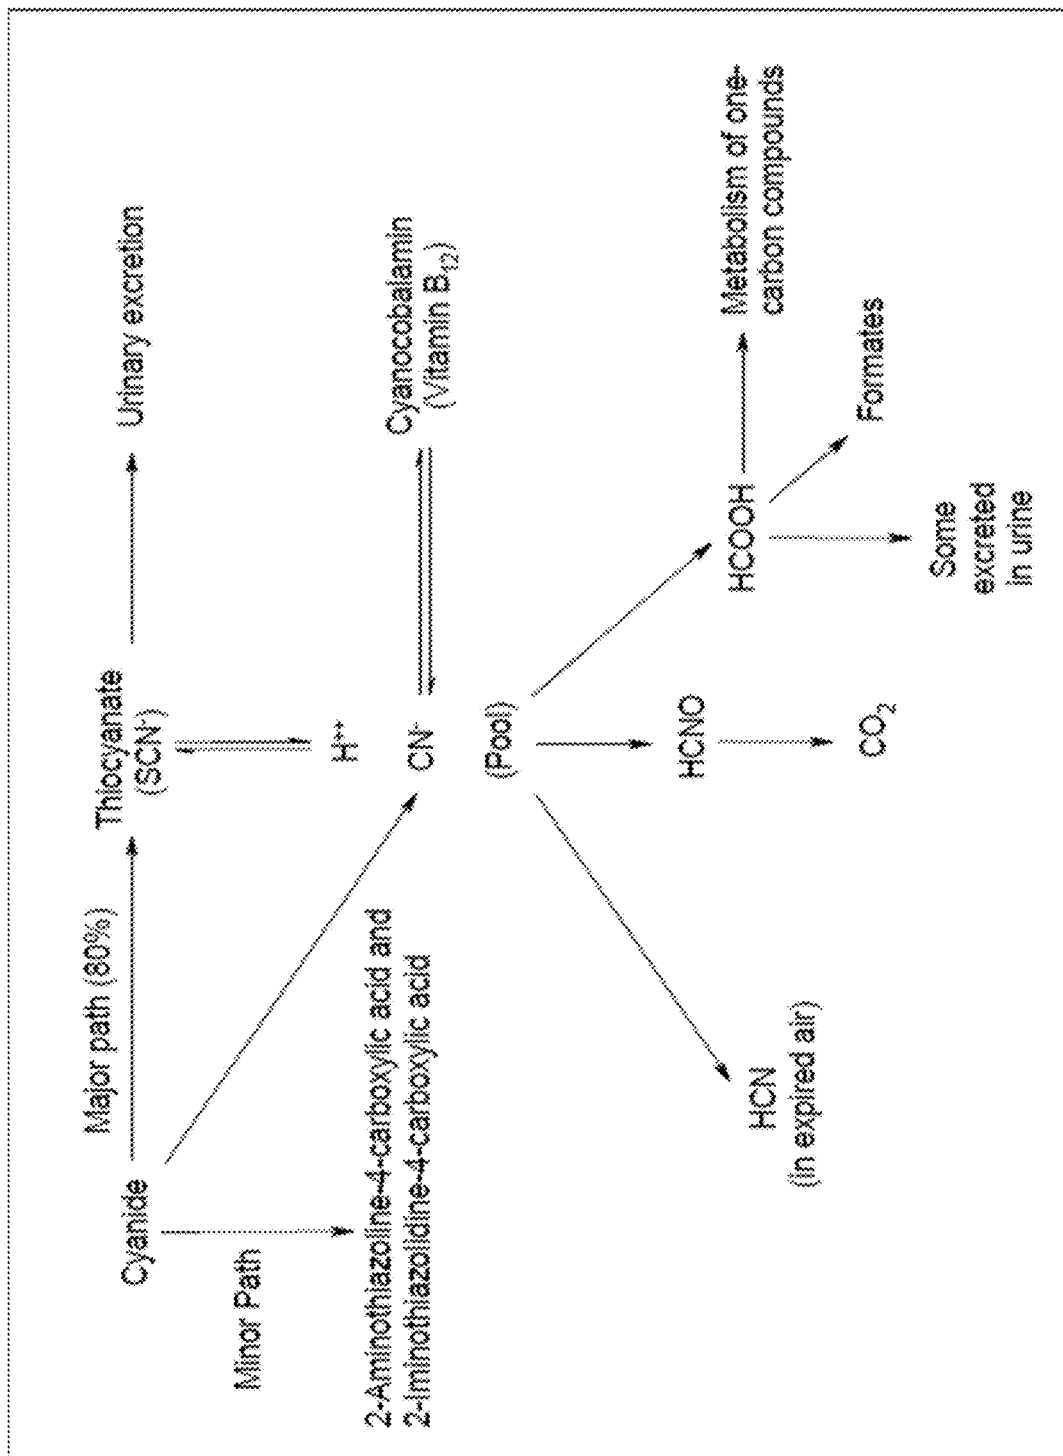 Major path (80%)
Cyanide
Thiocyanate
(SCN-)
Urinary excretion
Minor Path
H++
CN-
(Pool)
Cyanocobalamin
(Vitamin B12)
2-Aminothiazoline-4-carboxylic acid and
2-Iminothiazolidine-4-carboxylic acid
HCN
(in expired air)
HCNO
CO2
HCOOH
Metabolism of one-
carbon compounds
Formates
Some
excreted
in urine